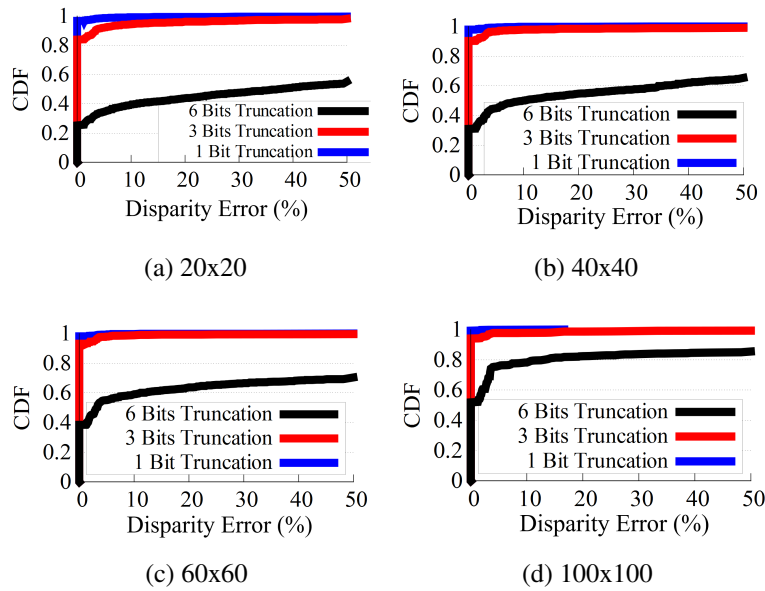 1
0.8
0.6
0.4
0.2
0
CDF
6 Bits Truncation
3 Bits Truncation
1 Bit Truncation
0 10 20 30 40 50
Disparity Error (%)
(a) 20x20
1
0.8
0.6
0.4
0.2
0
CDF
6 Bits Truncation
3 Bits Truncation
1 Bit Truncation
0 10 20 30 40 50
Disparity Error (%)
(b) 40x40
1
0.8
0.6
0.4
0.2
0
CDF
6 Bits Truncation
3 Bits Truncation
1 Bit Truncation
0 10 20 30 40 50
Disparity Error (%)
(c) 60x60
1
0.8
0.6
0.4
0.2
0
CDF
6 Bits Truncation
3 Bits Truncation
1 Bit Truncation
0 10 20 30 40 50
Disparity Error (%)
(d) 100x100